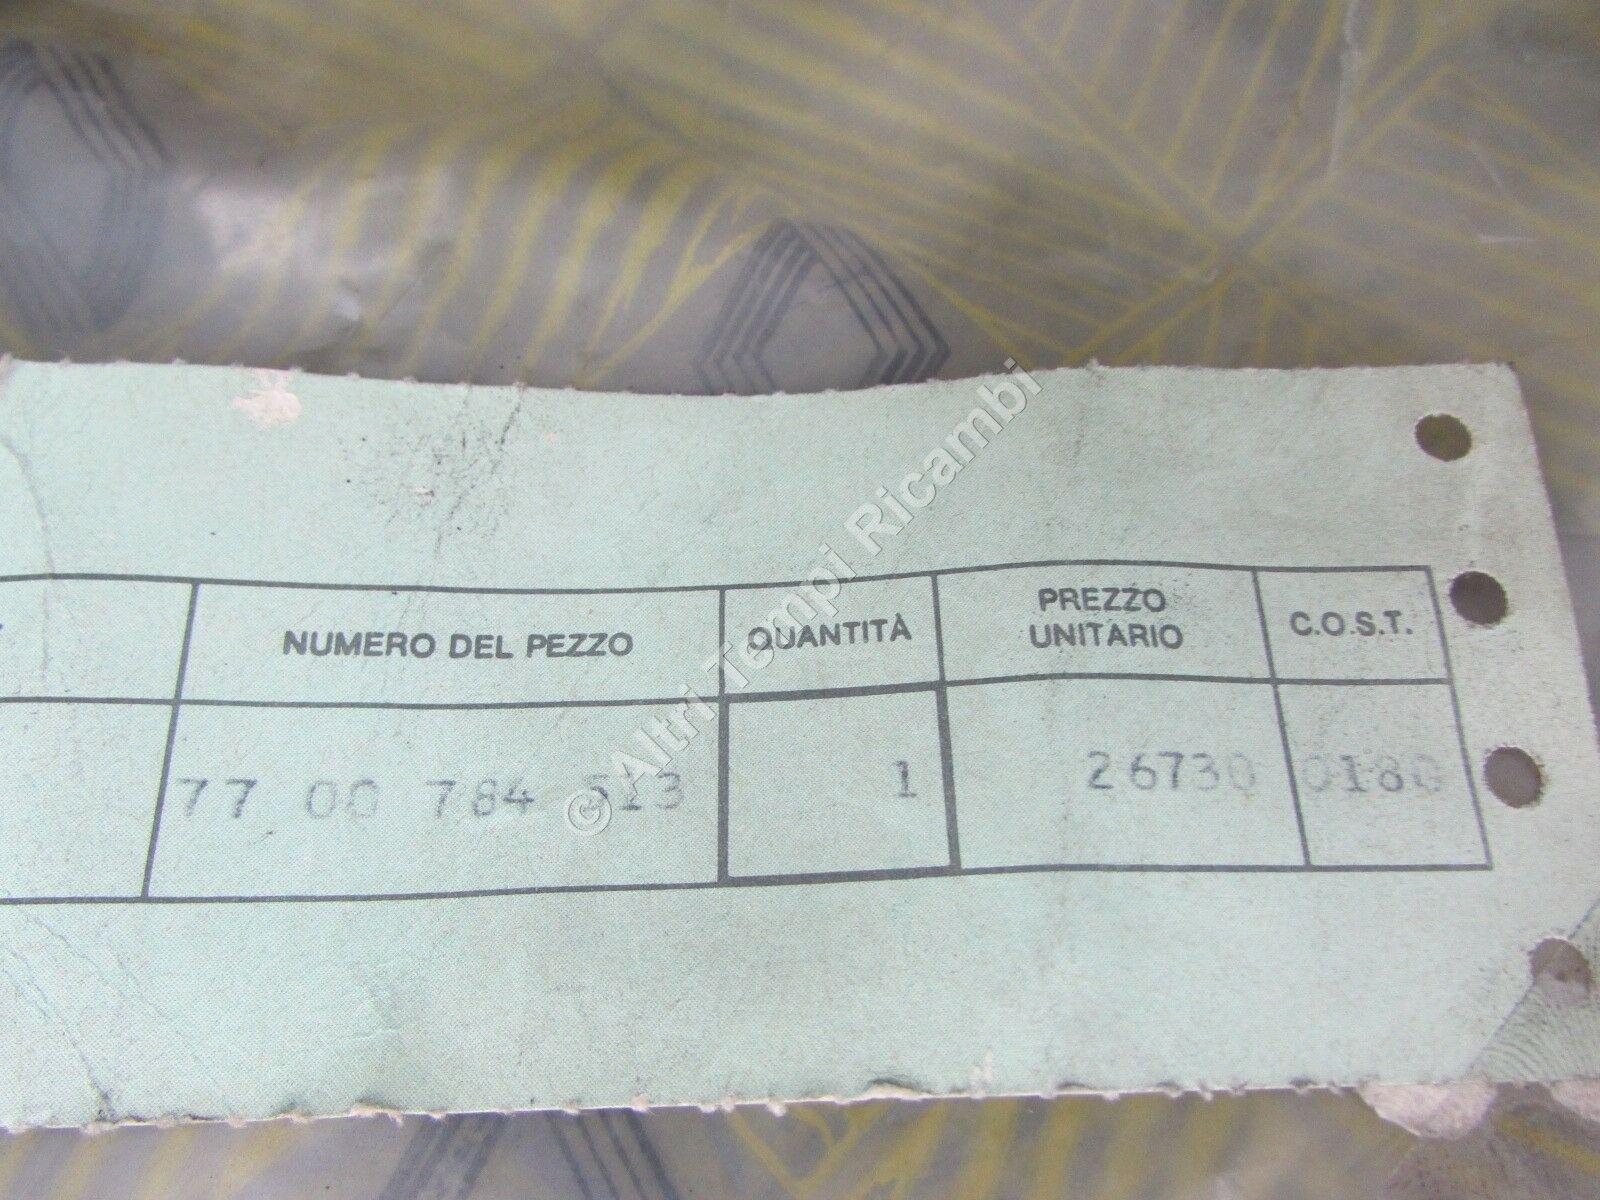 NUMERO DEL PEZZO QUANTITÀ PREZZO UNITARIO C.O.S.T.
77 00 784 513 1 26730 0180
© Altri Tempi Ricambi